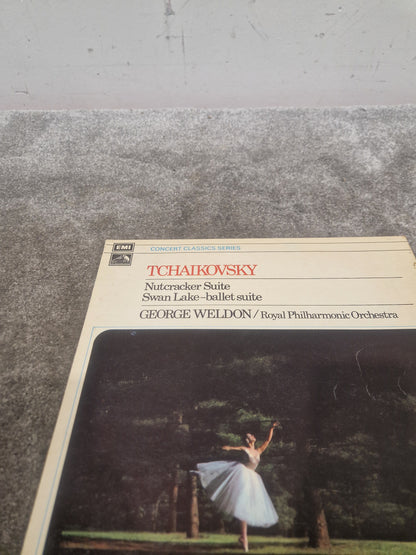 EMI
CONCERT CLASSICS SERIES
TCHAIKOVSKY
Nutcracker Suite
Swan Lake-ballet suite
GEORGE WELDON / Royal Philharmonic Orchestra